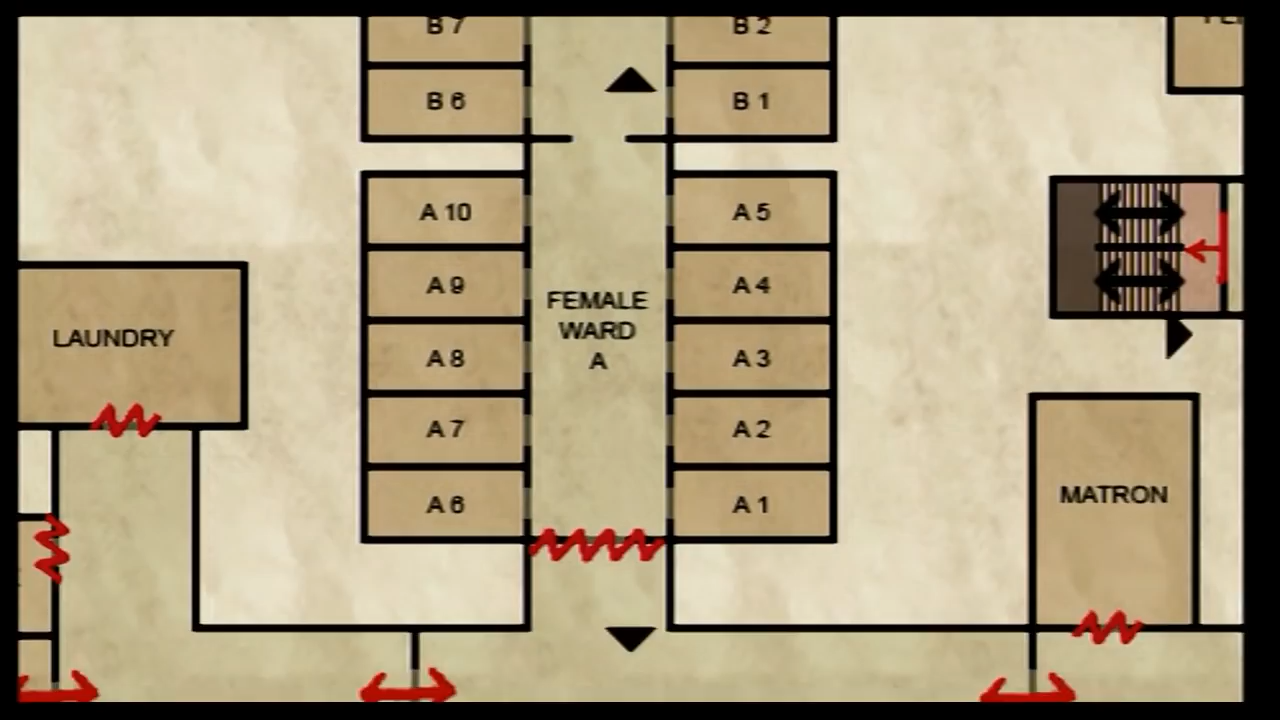 B 7
B 2
B 6
B 1
A 10
A 5
A 9
A 4
FEMALE
WARD
A
LAUNDRY
A 8
A 3
A 7
A 2
MATRON
A 6
A 1